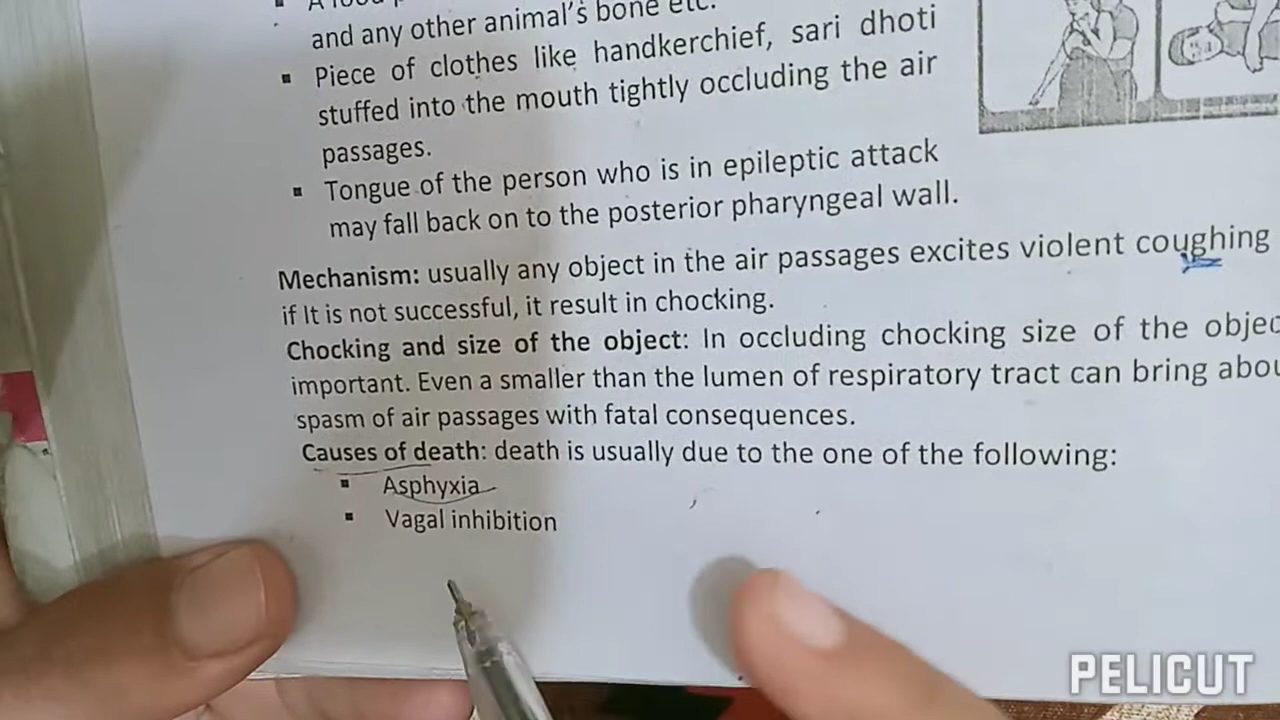 and any other animal's bone etc.
▪ Piece of clothes like handkerchief, sari dhoti
stuffed into the mouth tightly occluding the air
passages.
▪ Tongue of the person who is in epileptic attack
may fall back on to the posterior pharyngeal wall.
Mechanism: usually any object in the air passages excites violent coughing
if It is not successful, it result in chocking.
Chocking and size of the object: In occluding chocking size of the objec
important. Even a smaller than the lumen of respiratory tract can bring abou
spasm of air passages with fatal consequences.
Causes of death: death is usually due to the one of the following:
▪ Asphyxia
▪ Vagal inhibition
PELICUT